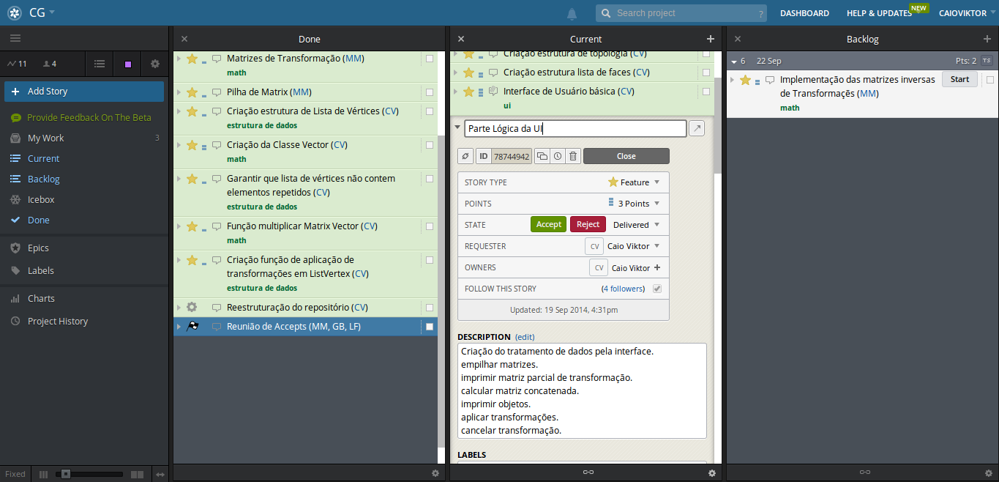 CG
Search project
?
DASHBOARD
HELP & UPDATES
NEW
CAIOVIKTOR
11
4
Add Story
Provide Feedback On The Beta
My Work
3
Current
Backlog
Icebox
Done
Epics
Labels
Charts
Project History
Fixed
Done
Matrizes de Transformação (MM)
math
Pilha de Matrix (MM)
Criação estrutura de Lista de Vértices (CV)
estrutura de dados
Criação da Classe Vector (CV)
math
Garantir que lista de vértices não contem
elementos repetidos (CV)
estrutura de dados
Função multiplicar Matrix Vector (CV)
math
Criação função de aplicação de
transformações em ListVertex (CV)
estrutura de dados
Reestruturação do repositório (CV)
Reunião de Accepts (MM, GB, LF)
Current
Criação estrutura de topologia (CV)
Criação estrutura lista de faces (CV)
Interface de Usuário básica (CV)
ui
Parte Lógica da UI
ID
78744942
Close
STORY TYPE
Feature
POINTS
3 Points
STATE
Accept
Reject
Delivered
REQUESTER
CV
Caio Viktor
OWNERS
CV
Caio Viktor
FOLLOW THIS STORY
(4 followers)
Updated: 19 Sep 2014, 4:31pm
DESCRIPTION (edit)
Criação do tratamento de dados pela interface.
empilhar matrizes.
imprimir matriz parcial de transformação.
calcular matriz concatenada.
imprimir objetos.
aplicar transformações.
cancelar transformação.
LABELS
Backlog
6
22 Sep
Pts: 2
TS
Implementação das matrizes inversas
de Transformaçẽs (MM)
math
Start